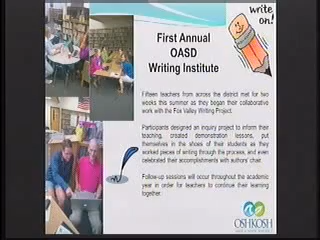 write
on!
First Annual
OASD
Writing Institute
Fifteen teachers from across the district met for two
weeks this summer as they began their collaborative
work with the Fox Valley Writing Project.
Participants designed an inquiry project to inform their
teaching, created demonstration lessons, put
themselves in the shoes of their students as they
worked pieces of writing through the process, and even
celebrated their accomplishments with authors' chair.
Follow-up sessions will occur throughout the academic
year in order for teachers to continue their learning
together.
OSHKOSH